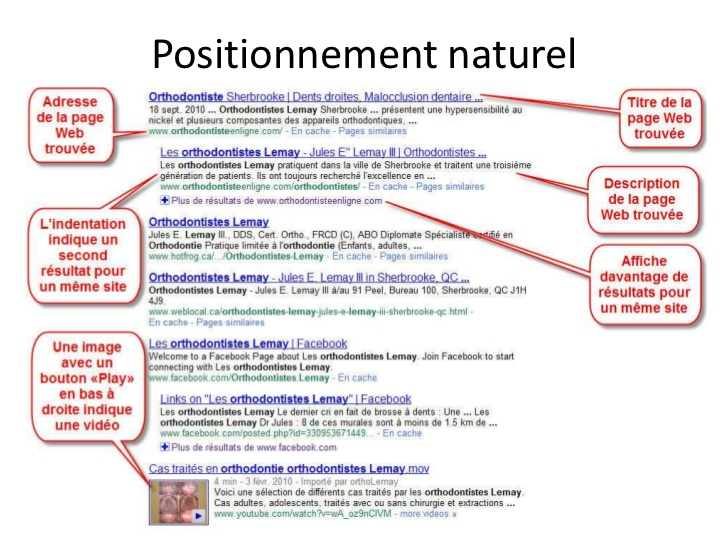 Positionnement naturel
Adresse
de la page
Web
trouvée
Orthodontiste Sherbrooke | Dents droites, Malocclusion dentaire ...
18 sept. 2010 ... Orthodontistes Lemay Sherbrooke ... présentent une hypersensibilité au
nickel et plusieurs composantes des appareils orthodontiques, ...
www.orthodontisteenligne.com/ - En cache - Pages similaires
Titre de la
page Web
trouvée
Les orthodontistes Lemay - Jules E" Lemay III | Orthodontistes ...
Les orthodontistes Lemay pratiquent dans la ville de Sherbrooke et traitent une troisième
génération de patients. Ils ont toujours recherché l'excellence en ...
www.orthodontisteenligne.com/orthodontistes/ - En cache - Pages similaires
Plus de résultats de www.orthodontisteenligne.com
Description
de la page
Web trouvée
L'indentation
indique un
second
résultat pour
un même site
Orthodontistes Lemay
Jules E. Lemay III., DDS, Cert. Ortho., FRCD (C), ABO Diplomate Spécialiste certifié en
Orthodontie Pratique limitée à l'orthodontie (Enfants, adultes, ...
www.hotfrog.ca/.../Orthodontistes-Lemay - En cache - Pages similaires
Affiche
davantage de
résultats pour
un même site
Orthodontistes Lemay - Jules E. Lemay III in Sherbrooke, QC ...
Orthodontistes Lemay - Jules E. Lemay III à/au 91 Peel, Bureau 100, Sherbrooke, QC J1H
4J9.
www.weblocal.ca/orthodontistes-lemay-jules-e-lemay-iii-sherbrooke-qc.html -
En cache - Pages similaires
Une image
avec un
bouton «Play»
en bas à
droite indique
une vidéo
Les orthodontistes Lemay | Facebook
Welcome to a Facebook Page about Les orthodontistes Lemay. Join Facebook to start
connecting with Les orthodontistes Lemay.
www.facebook.com/Orthodontistes.Lemay - En cache
Links on "Les orthodontistes Lemay" | Facebook
Les orthodontistes Lemay Le dernier cri en fait de brosse à dents : Une ... Les
orthodontistes Lemay Dr Jules : 8 de ces murales sont à moins de 1.5 km de ...
www.facebook.com/posted.php?id=330953671449... - En cache
Plus de résultats de www.facebook.com
Cas traités en orthodontie orthodontistes Lemay.mov
4 min - 3 févr. 2010 - Importé par orthoLemay
Voici une sélection de différents cas traités par les orthodontistes Lemay.
Cas adultes, adolescents, traités avec ou sans chirurgie et extractions ...
www.youtube.com/watch?v=wA_oz9nClVM - more videos »